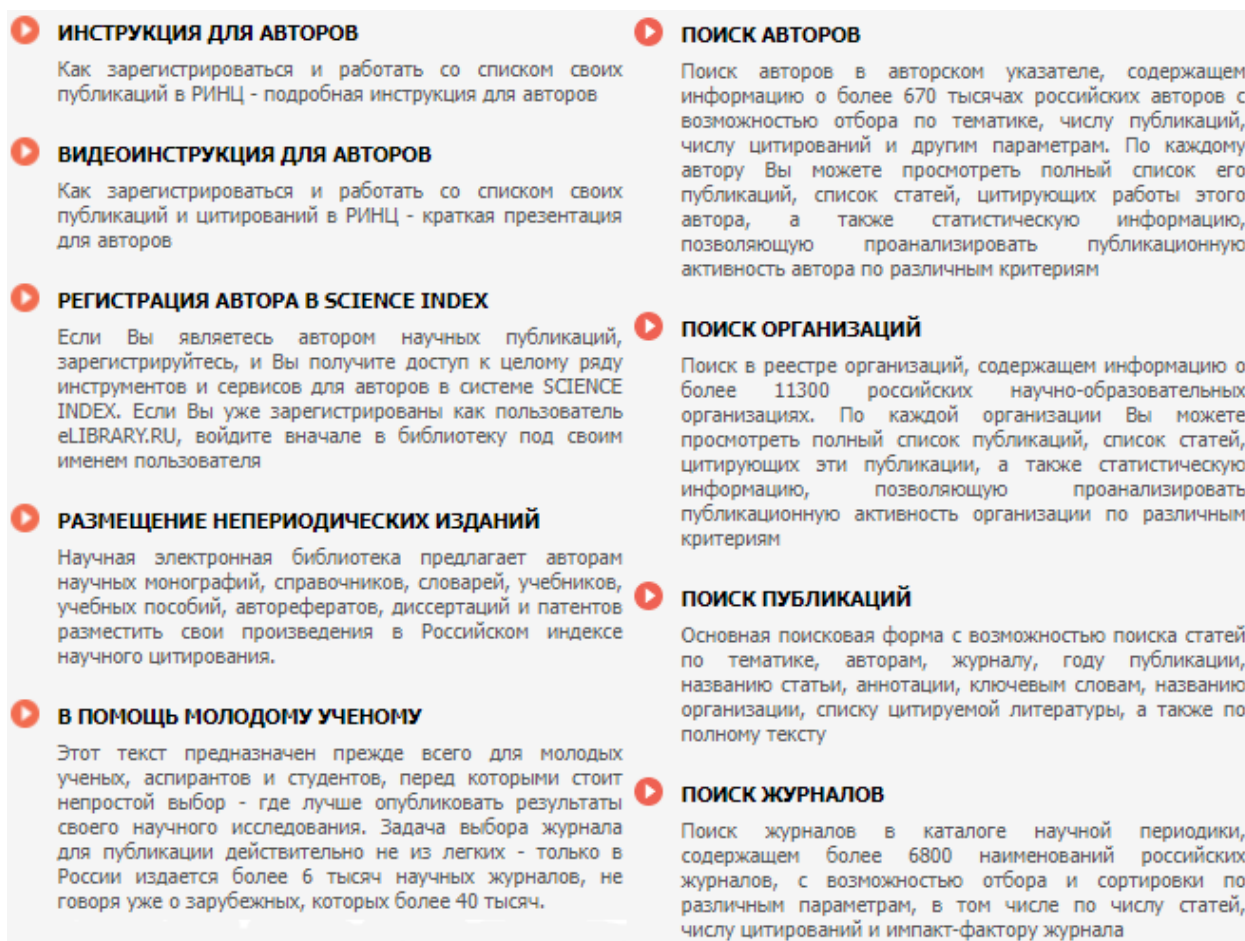 ИНСТРУКЦИЯ ДЛЯ АВТОРОВ
Как зарегистрироваться и работать со списком своих
публикаций в РИНЦ - подробная инструкция для авторов
ВИДЕОИНСТРУКЦИЯ ДЛЯ АВТОРОВ
Как зарегистрироваться и работать со списком своих
публикаций и цитирований в РИНЦ - краткая презентация
для авторов
РЕГИСТРАЦИЯ АВТОРА В SCIENCE INDEX
Если Вы являетесь автором научных публикаций,
зарегистрируйтесь, и Вы получите доступ к целому ряду
инструментов и сервисов для авторов в системе SCIENCE
INDEX. Если Вы уже зарегистрированы как пользователь
eLIBRARY.RU, войдите вначале в библиотеку под своим
именем пользователя
РАЗМЕЩЕНИЕ НЕПЕРИОДИЧЕСКИХ ИЗДАНИЙ
Научная электронная библиотека предлагает авторам
научных монографий, справочников, словарей, учебников,
учебных пособий, авторефератов, диссертаций и патентов
разместить свои произведения в Российском индексе
научного цитирования.
В ПОМОЩЬ МОЛОДОМУ УЧЕНОМУ
Этот текст предназначен прежде всего для молодых
ученых, аспирантов и студентов, перед которыми стоит
непростой выбор - где лучше опубликовать результаты
своего научного исследования. Задача выбора журнала
для публикации действительно не из легких - только в
России издается более 6 тысяч научных журналов, не
говоря уже о зарубежных, которых более 40 тысяч.
ПОИСК АВТОРОВ
Поиск авторов в авторском указателе, содержащем
информацию о более 670 тысячах российских авторов с
возможностью отбора по тематике, числу публикаций,
числу цитирований и другим параметрам. По каждому
автору Вы можете просмотреть полный список его
публикаций, список статей, цитирующих работы этого
автора, а также статистическую информацию,
позволяющую проанализировать публикационную
активность автора по различным критериям
ПОИСК ОРГАНИЗАЦИЙ
Поиск в реестре организаций, содержащем информацию о
более 11300 российских научно-образовательных
организациях. По каждой организации Вы можете
просмотреть полный список публикаций, список статей,
цитирующих эти публикации, а также статистическую
информацию, позволяющую проанализировать
публикационную активность организации по различным
критериям
ПОИСК ПУБЛИКАЦИЙ
Основная поисковая форма с возможностью поиска статей
по тематике, авторам, журналу, году публикации,
названию статьи, аннотации, ключевым словам, названию
организации, списку цитируемой литературы, а также по
полному тексту
ПОИСК ЖУРНАЛОВ
Поиск журналов в каталоге научной периодики,
содержащем более 6800 наименований российских
журналов, с возможностью отбора и сортировки по
различным параметрам, в том числе по числу статей,
числу цитирований и импакт-фактору журнала